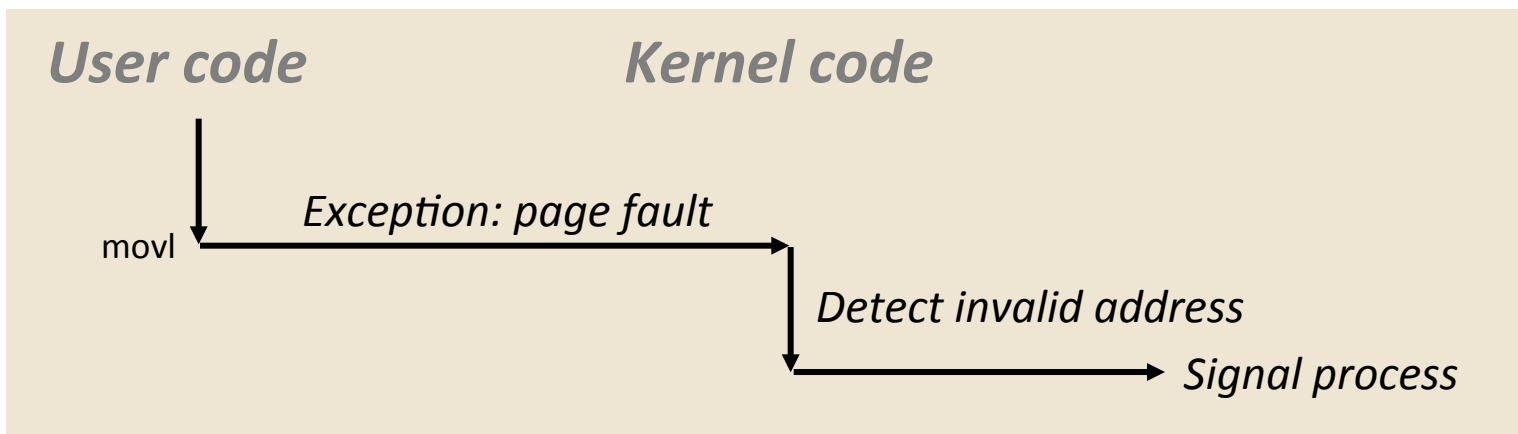 User code
Kernel code
Exception: page fault
movl
Detect invalid address
Signal process